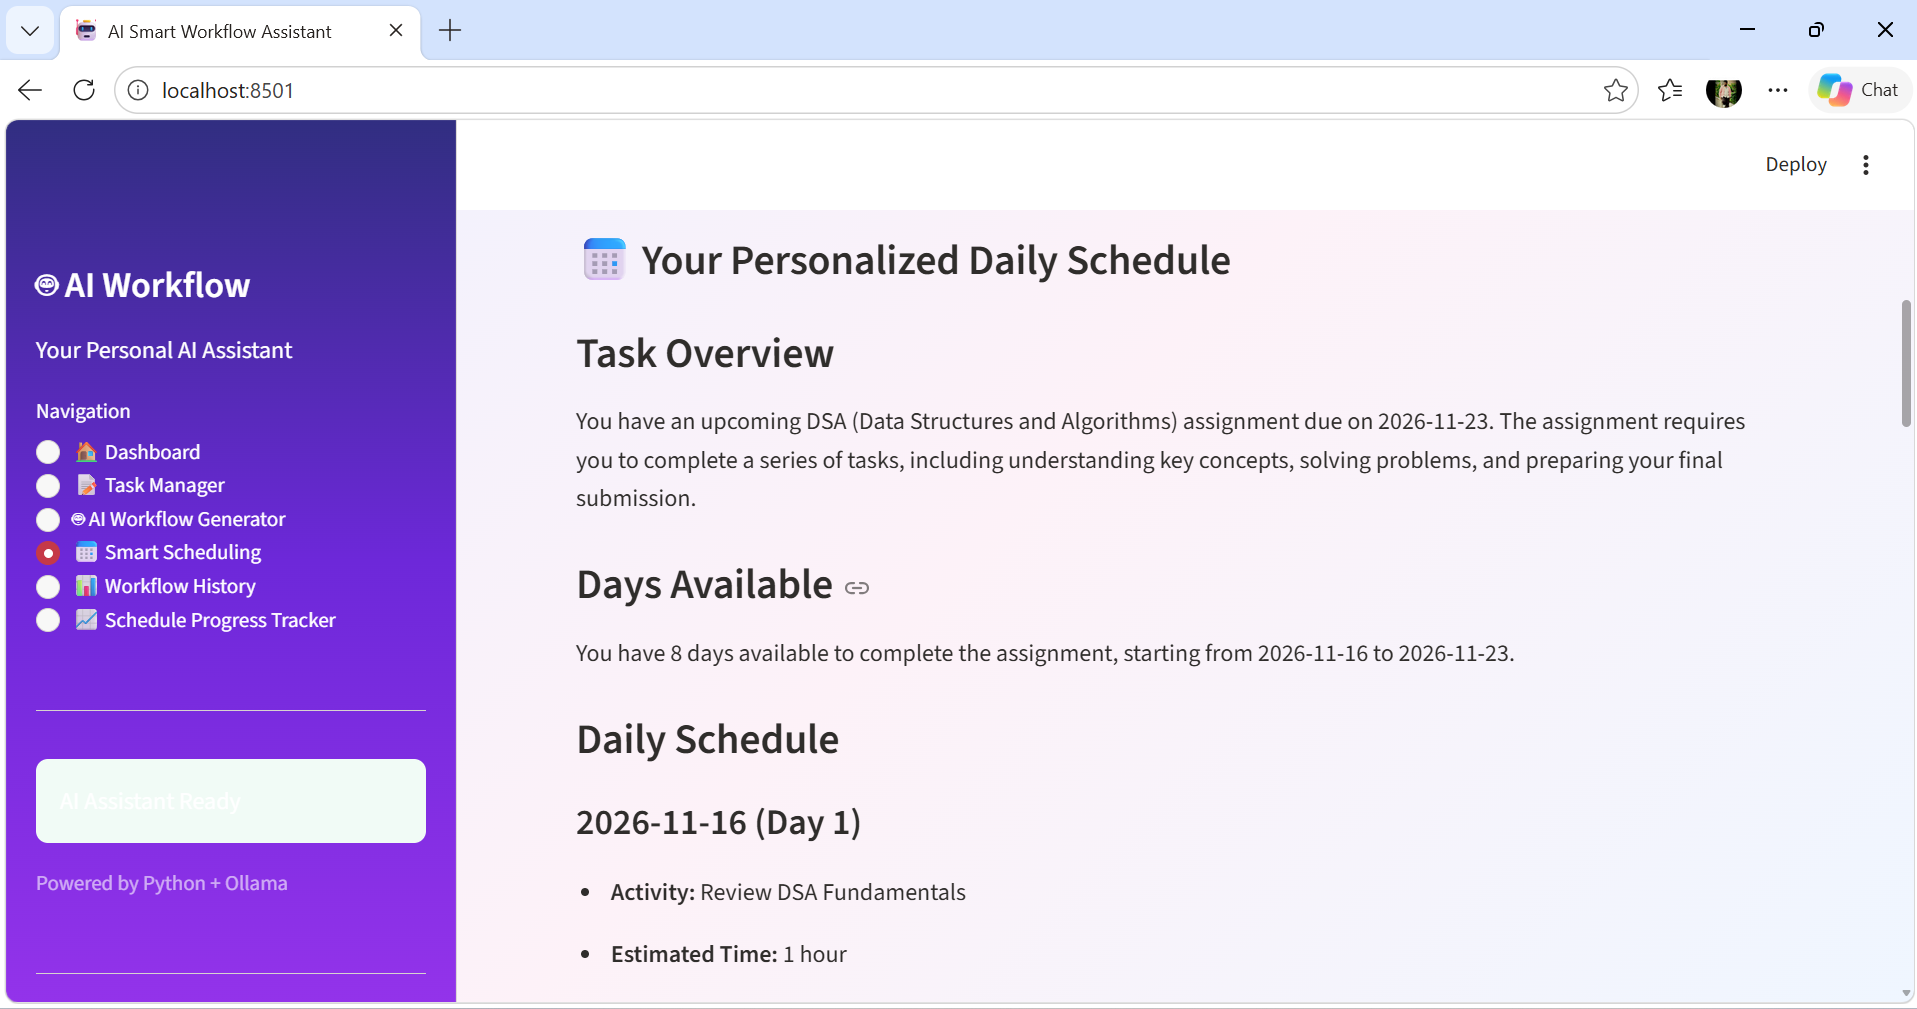 AI Smart Workflow Assistant
localhost:8501
Chat
Deploy
AI Workflow
Your Personal AI Assistant
Navigation
Dashboard
Task Manager
AI Workflow Generator
Smart Scheduling
Workflow History
Schedule Progress Tracker
AI Assistant Ready
Powered by Python + Ollama
Your Personalized Daily Schedule
Task Overview
You have an upcoming DSA (Data Structures and Algorithms) assignment due on 2026-11-23. The assignment requires
you to complete a series of tasks, including understanding key concepts, solving problems, and preparing your final
submission.
Days Available
You have 8 days available to complete the assignment, starting from 2026-11-16 to 2026-11-23.
Daily Schedule
2026-11-16 (Day 1)
• Activity: Review DSA Fundamentals
• Estimated Time: 1 hour